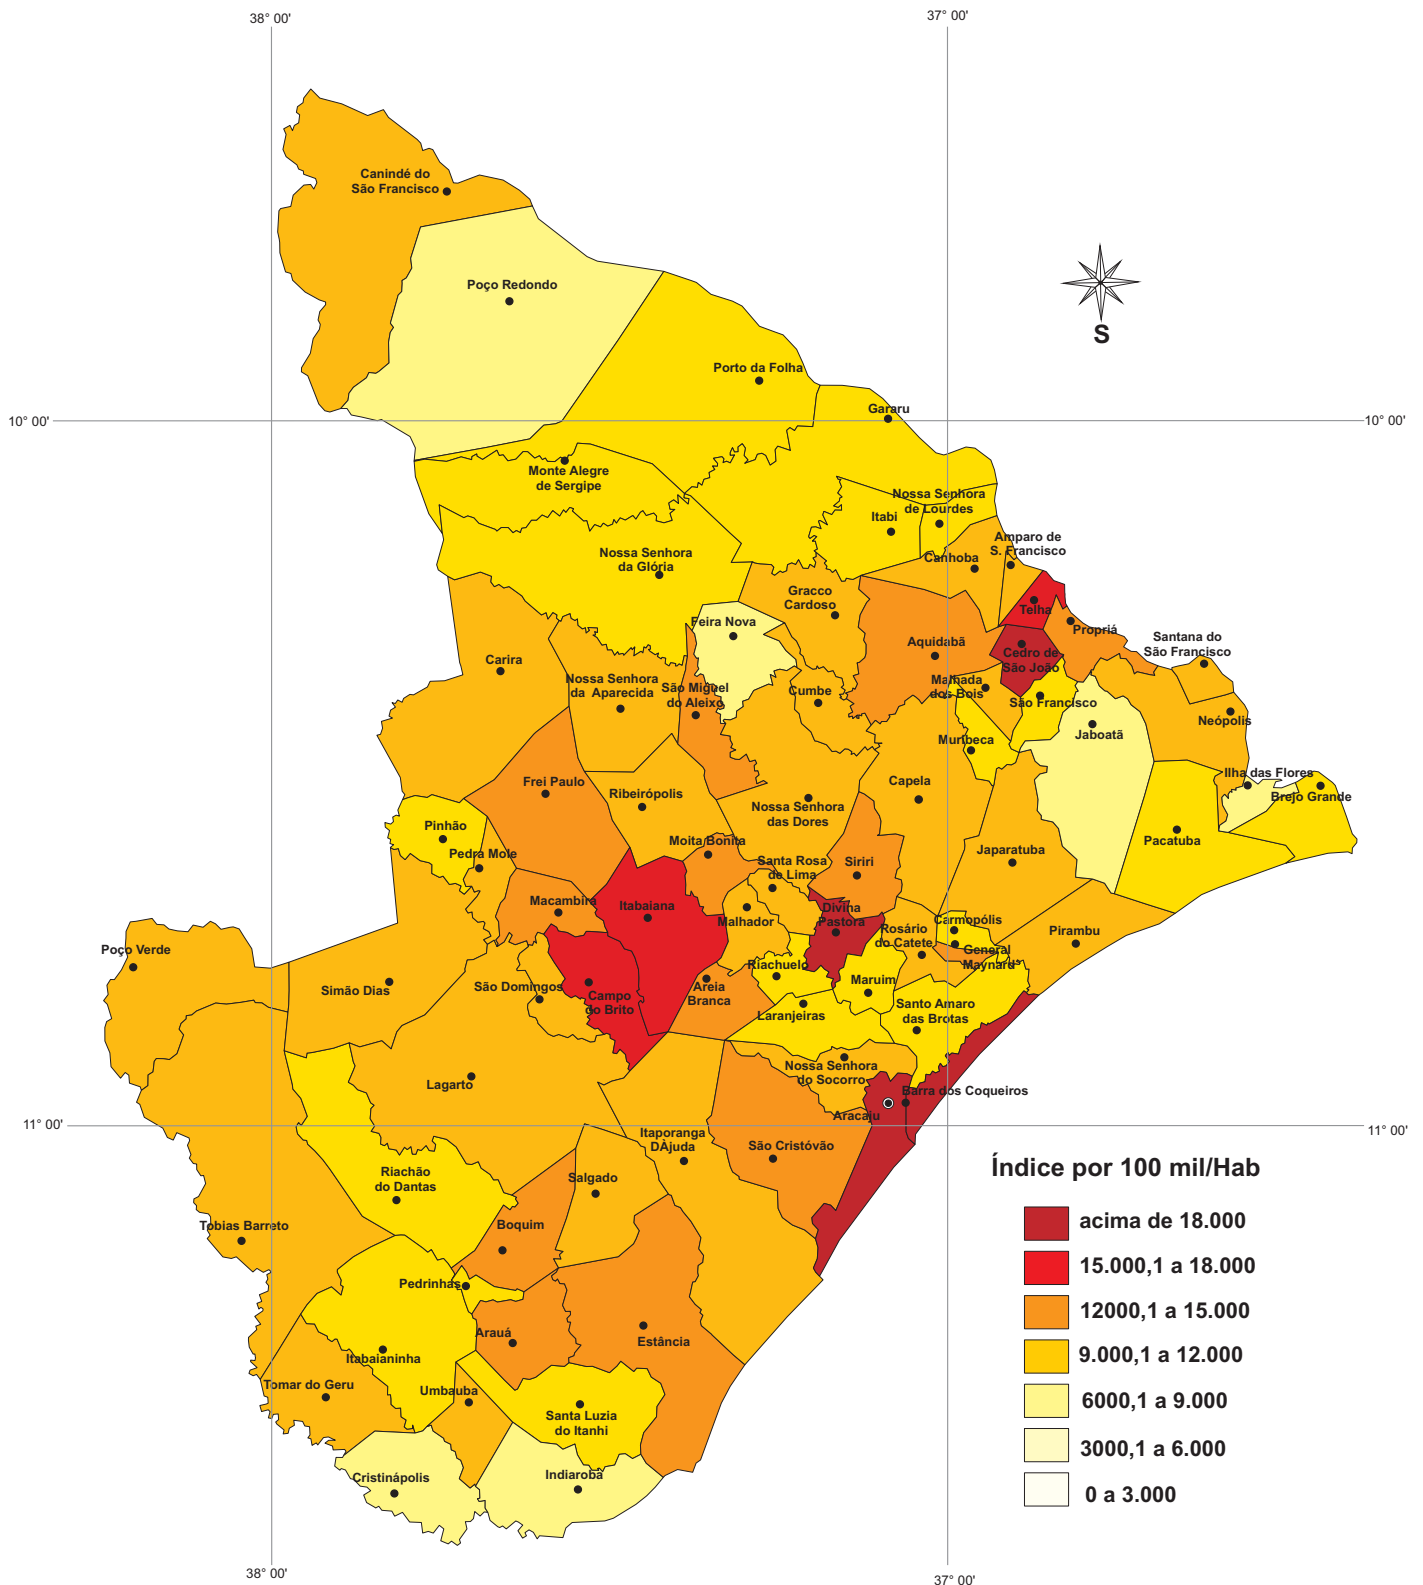 38° 00'
37° 00'
Canindé do
São Francisco
Poço Redondo
S
Porto da Folha
Gararu
10° 00'
10° 00'
Monte Alegre
de Sergipe
Nossa Senhora
de Lourdes
Itabi
Amparo de
S. Francisco
Nossa Senhora
da Glória
Canhoba
Gracco
Cardoso
Telha
Feira Nova
Propriá
Aquidabã
Santana do
São Francisco
Cedro de
São João
Carira
Nossa Senhora
da Aparecida
São Miguel
do Aleixo
Cumbe
Malhada
dos Bois
São Francisco
Neópolis
Jaboatã
Muribeca
Ilha das Flores
Brejo Grande
Frei Paulo
Ribeirópolis
Capela
Nossa Senhora
das Dores
Pinhão
Pedra Mole
Moita Bonita
Pacatuba
Japaratuba
Santa Rosa
de Lima
Siriri
Macambira
Itabaiana
Malhador
Divina
Pastora
Carmopólis
Rosário
do Catete
Pirambu
General
Maynard
Poço Verde
Simão Dias
São Domingos
Campo
do Brito
Areia
Branca
Riachuelo
Maruim
Laranjeiras
Santo Amaro
das Brotas
Lagarto
Nossa Senhora
do Socorro
Barra dos Coqueiros
Aracaju
11° 00'
11° 00'
Itaporanga
DÀjuda
São Cristóvão
Riachão
do Dantas
Salgado
Boquim
Tobias Barreto
Pedrinhas
Arauá
Estância
Itabaianinha
Tomar do Geru
Umbauba
Santa Luzia
do Itanhi
Cristinápolis
Indiaroba
Índice por 100 mil/Hab
acima de 18.000
15.000,1 a 18.000
12000,1 a 15.000
9.000,1 a 12.000
6000,1 a 9.000
3000,1 a 6.000
0 a 3.000
38° 00'
37° 00'